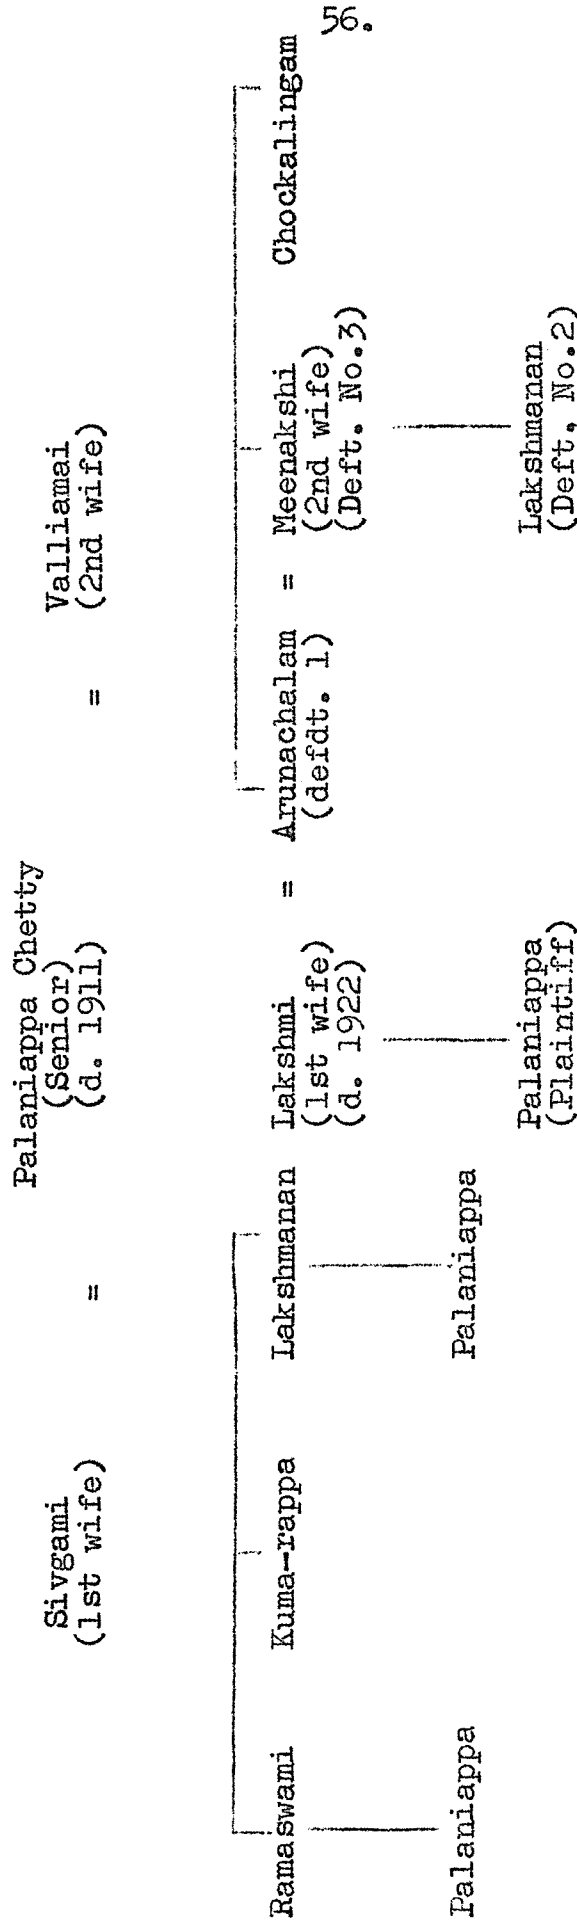 56.
Palaniappa Chetty
(Senior)
(d. 1911)
Sivgami
(1st wife)
=
=
Valliamai
(2nd wife)
Ramaswami
Kuma-rappa
Lakshmanan
Lakshmi
(1st wife)
(d. 1922)
=
Arunachalam
(defdt. 1)
=
Meenakshi
(2nd wife)
(Deft. No.3)
Chockalingam
Palaniappa
Palaniappa
Palaniappa
(Plaintiff)
Lakshmanan
(Deft. No.2)